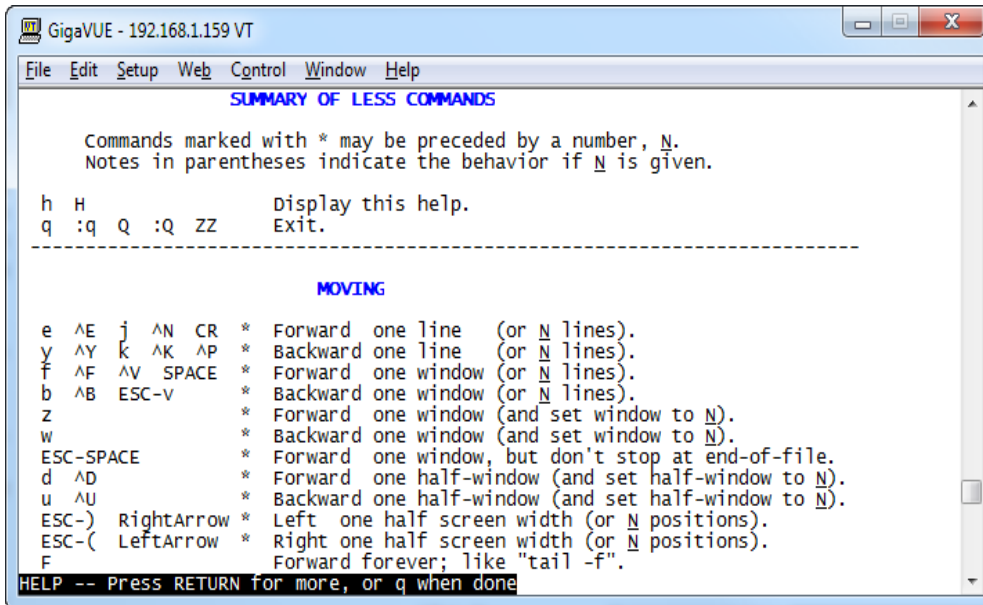 GigaVUE - 192.168.1.159 VT
File Edit Setup Web Control Window Help
SUMMARY OF LESS COMMANDS
Commands marked with * may be preceded by a number, N.
Notes in parentheses indicate the behavior if N is given.
h H Display this help.
q :q Q :Q ZZ Exit.
---------------------------------------------------------------------------
MOVING
e ^E j ^N CR * Forward one line (or N lines).
y ^Y k ^K ^P * Backward one line (or N lines).
f ^F ^V SPACE * Forward one window (or N lines).
b ^B ESC-v * Backward one window (or N lines).
z * Forward one window (and set window to N).
w * Backward one window (and set window to N).
ESC-SPACE * Forward one window, but don't stop at end-of-file.
d ^D * Forward one half-window (and set half-window to N).
u ^U * Backward one half-window (and set half-window to N).
ESC-) RightArrow * Left one half screen width (or N positions).
ESC-( LeftArrow * Right one half screen width (or N positions).
F Forward forever; like "tail -f".
HELP -- Press RETURN for more, or q when done